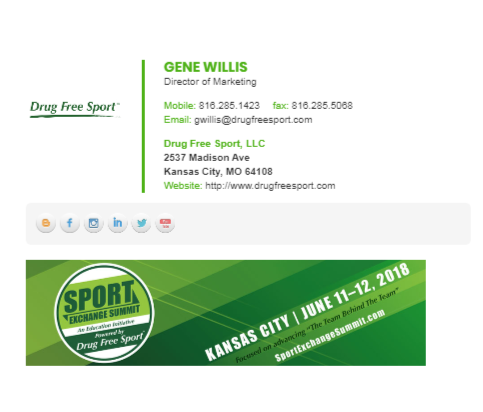 GENE WILLIS
Director of Marketing
Drug Free Sport™
Mobile: 816.285.1423 fax: 816.285.5068
Email: gwillis@drugfreesport.com
Drug Free Sport, LLC
2537 Madison Ave
Kansas City, MO 64108
Website: http://www.drugfreesport.com
SPORT
EXCHANGE SUMMIT
An Education Initiative
Powered by
Drug Free Sport
KANSAS CITY | JUNE 11–12, 2018
Focused on advancing "The Team Behind The Team"
SportExchangeSummit.com